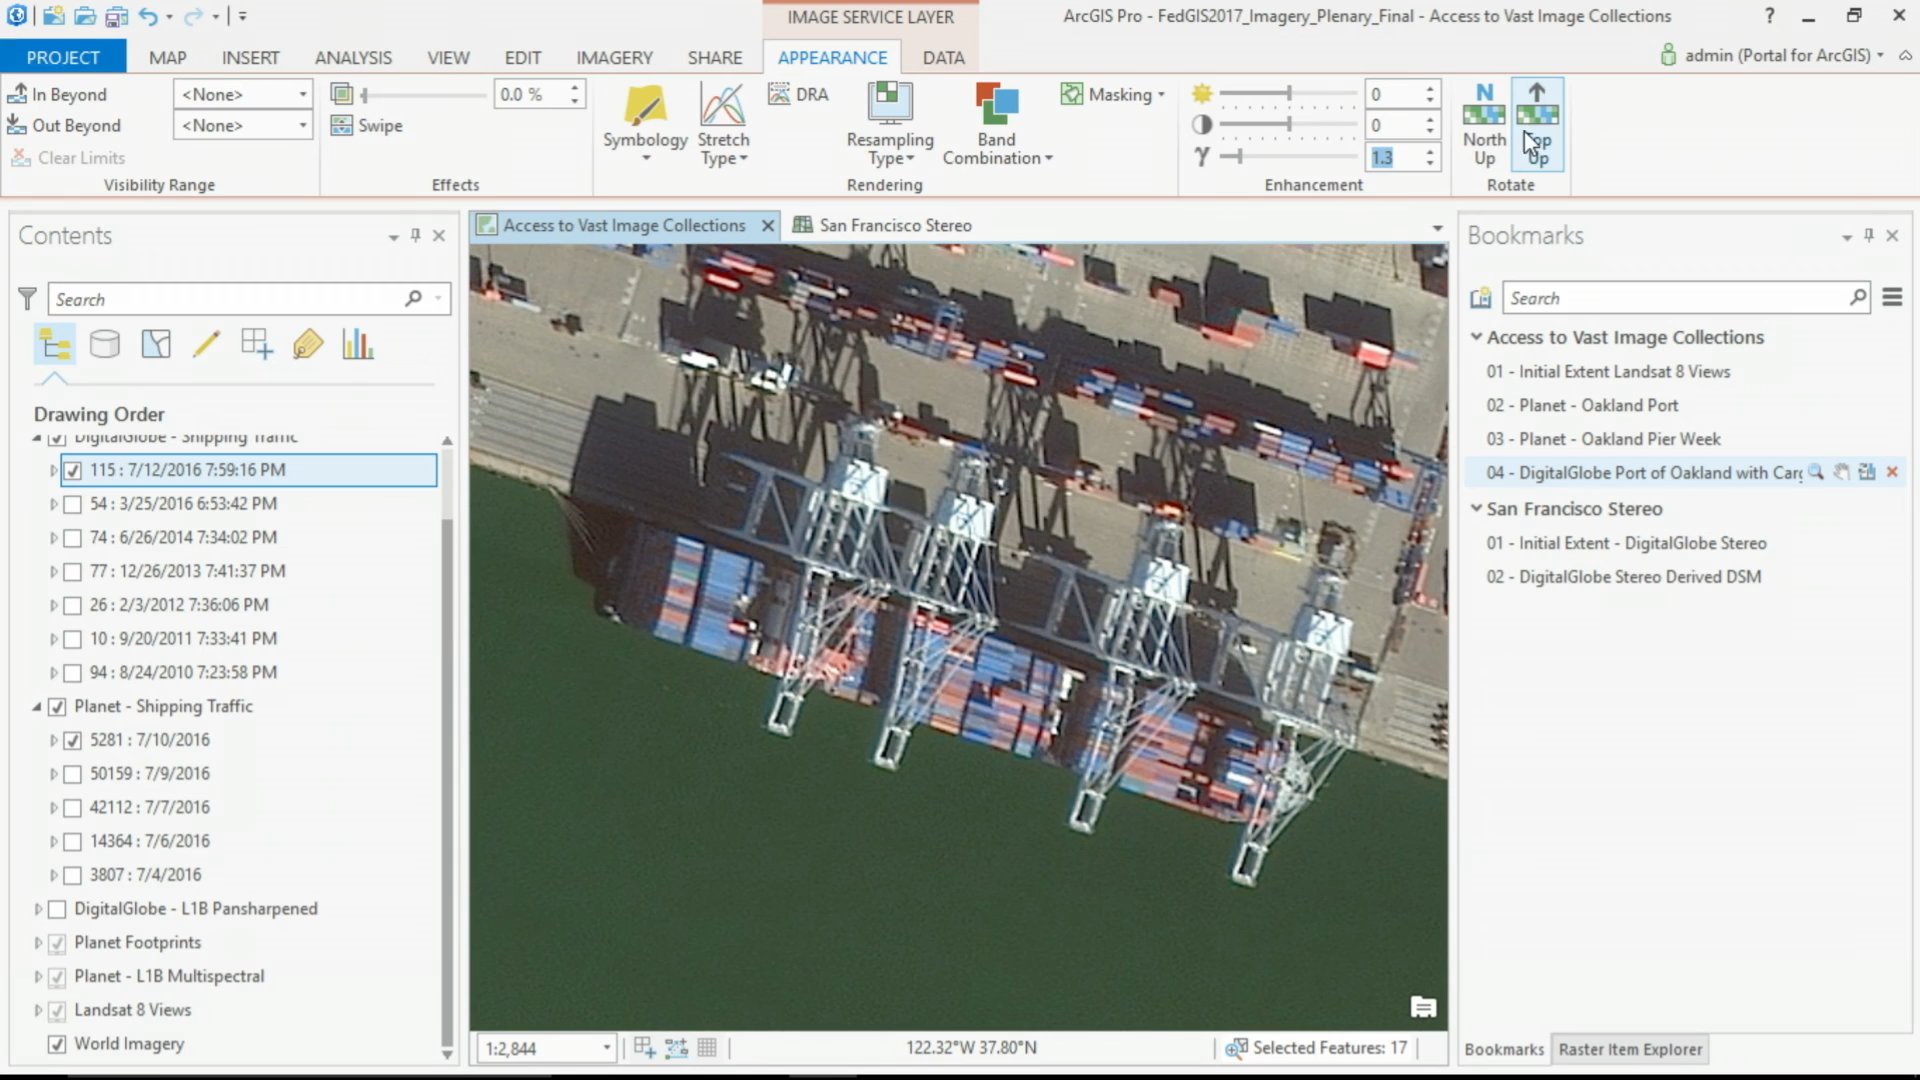 IMAGE SERVICE LAYER
ArcGIS Pro - FedGIS2017_Imagery_Plenary_Final - Access to Vast Image Collections
?
PROJECT MAP INSERT ANALYSIS VIEW EDIT IMAGERY SHARE APPEARANCE DATA
admin (Portal for ArcGIS)
In Beyond <None>
Out Beyond <None>
Clear Limits
Visibility Range
0.0 %
Swipe
Effects
Symbology
Stretch
Type
DRA
Resampling
Type
Band
Combination
Masking
Rendering
0
0
1.3
Enhancement
N
North
Up
Top
Up
Rotate
Contents
Search
Drawing Order
DigitalGlobe - Shipping Traffic
115 : 7/12/2016 7:59:16 PM
54 : 3/25/2016 6:53:42 PM
74 : 6/26/2014 7:34:02 PM
77 : 12/26/2013 7:41:37 PM
26 : 2/3/2012 7:36:06 PM
10 : 9/20/2011 7:33:41 PM
94 : 8/24/2010 7:23:58 PM
Planet - Shipping Traffic
5281 : 7/10/2016
50159 : 7/9/2016
42112 : 7/7/2016
14364 : 7/6/2016
3807 : 7/4/2016
DigitalGlobe - L1B Pansharpened
Planet Footprints
Planet - L1B Multispectral
Landsat 8 Views
World Imagery
Access to Vast Image Collections
San Francisco Stereo
1:2,844
122.32°W 37.80°N
Selected Features: 17
Bookmarks
Search
Access to Vast Image Collections
01 - Initial Extent Landsat 8 Views
02 - Planet - Oakland Port
03 - Planet - Oakland Pier Week
04 - DigitalGlobe Port of Oakland with Carg
San Francisco Stereo
01 - Initial Extent - DigitalGlobe Stereo
02 - DigitalGlobe Stereo Derived DSM
Bookmarks Raster Item Explorer